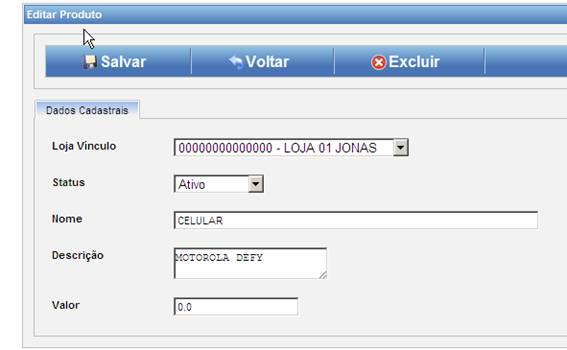 Editar Produto
Salvar Voltar Excluir
Dados Cadastrais
Loja Vínculo 00000000000000 - LOJA 01 JONAS
Status Ativo
Nome CELULAR
Descrição MOTOROLA DEFY
Valor 0.0